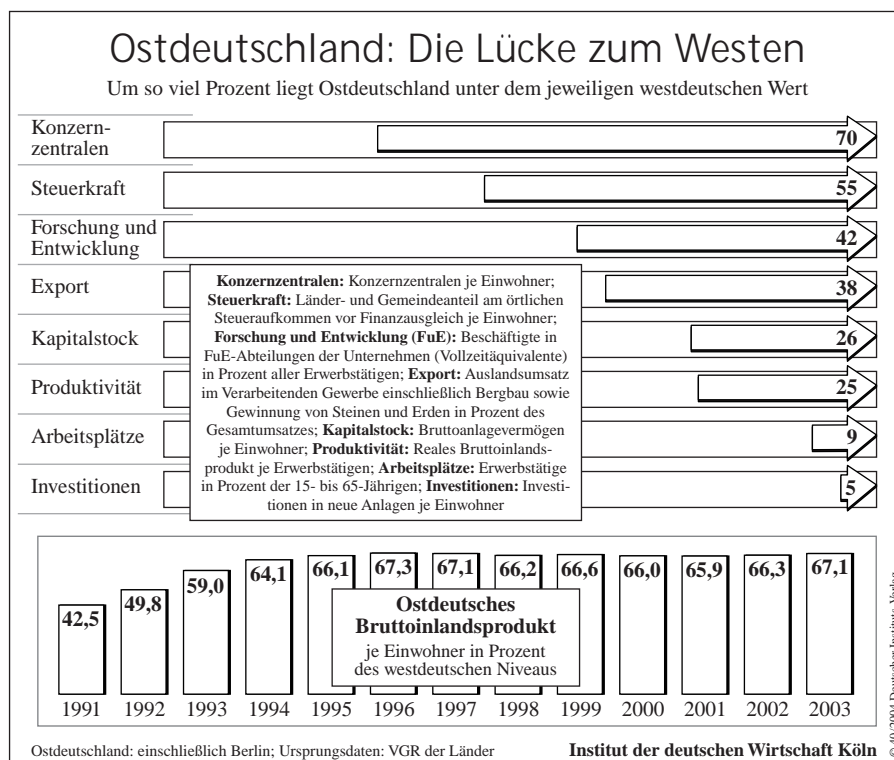 Ostdeutschland: Die Lücke zum Westen
Um so viel Prozent liegt Ostdeutschland unter dem jeweiligen westdeutschen Wert
Konzern-
zentralen
70
Steuerkraft
55
Forschung und
Entwicklung
42
Export
38
Kapitalstock
26
Produktivität
25
Arbeitsplätze
9
Investitionen
5
Konzernzentralen: Konzernzentralen je Einwohner;
Steuerkraft: Länder- und Gemeindeanteil am örtlichen
Steueraufkommen vor Finanzausgleich je Einwohner;
Forschung und Entwicklung (FuE): Beschäftigte in
FuE-Abteilungen der Unternehmen (Vollzeitäquivalente)
in Prozent aller Erwerbstätigen; Export: Auslandsumsatz
im Verarbeitenden Gewerbe einschließlich Bergbau sowie
Gewinnung von Steinen und Erden in Prozent des
Gesamtumsatzes; Kapitalstock: Bruttoanlagevermögen
je Einwohner; Produktivität: Reales Bruttoinlands-
produkt je Erwerbstätigen; Arbeitsplätze: Erwerbstätige
in Prozent der 15- bis 65-Jährigen; Investitionen: Investi-
tionen in neue Anlagen je Einwohner
42,5 49,8 59,0 64,1 66,1 67,3 67,1 66,2 66,6 66,0 65,9 66,3 67,1
Ostdeutsches
Bruttoinlandsprodukt
je Einwohner in Prozent
des westdeutschen Niveaus
1991 1992 1993 1994 1995 1996 1997 1998 1999 2000 2001 2002 2003
Ostdeutschland: einschließlich Berlin; Ursprungsdaten: VGR der Länder
Institut der deutschen Wirtschaft Köln
© 49/2004 Deutscher Instituts-Verlag